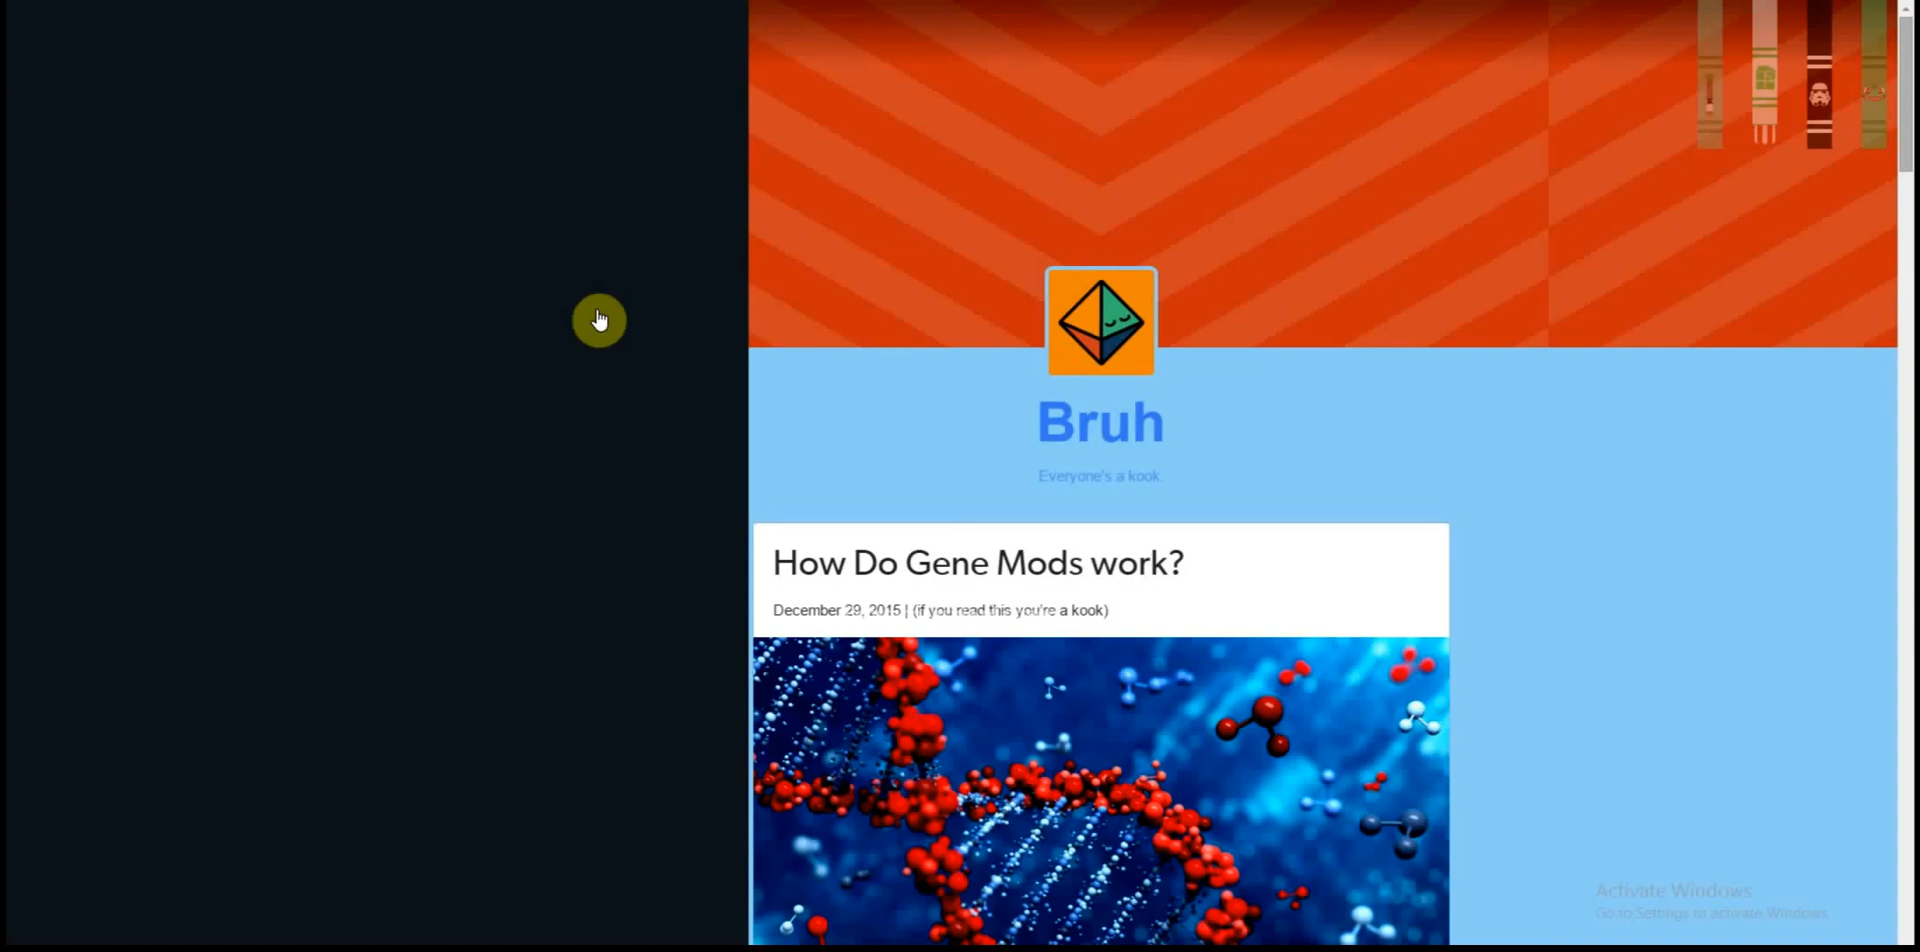 Bruh
Everyone's a kook.
How Do Gene Mods work?
December 29, 2015 | (if you read this you're a kook)
Activate Windows
Go to Settings to activate Windows.